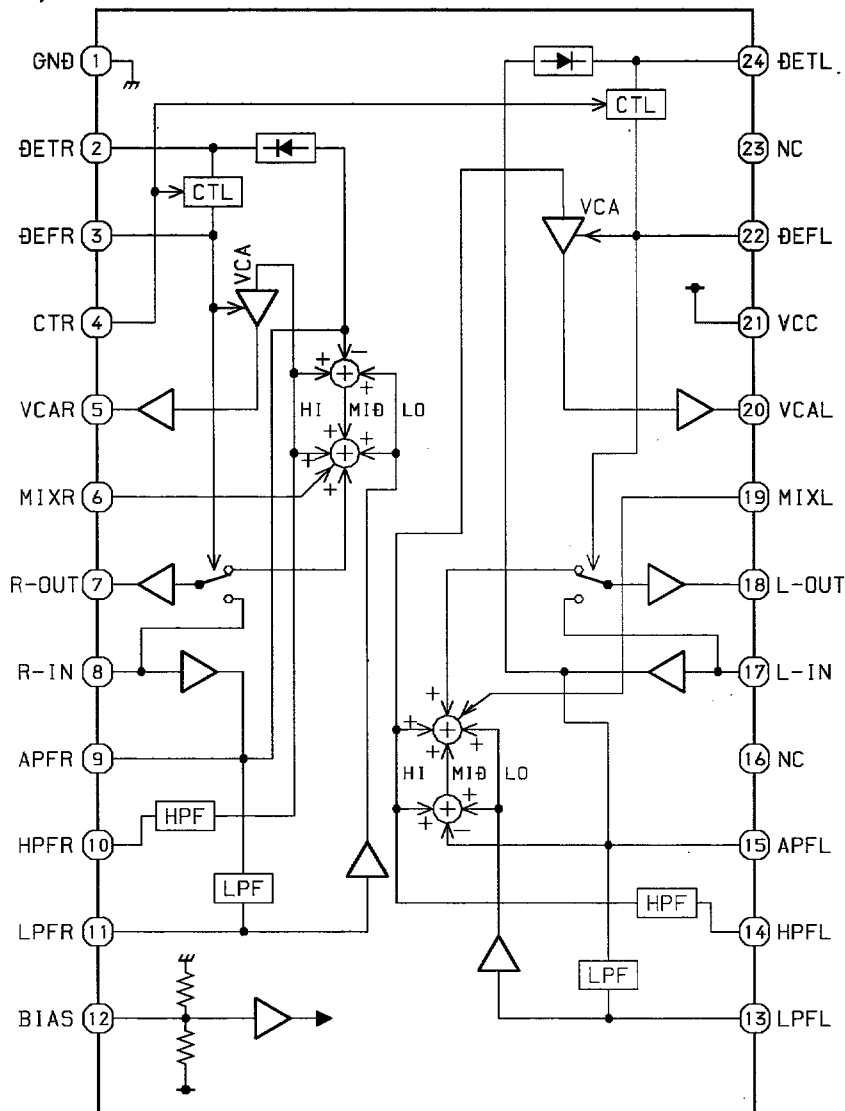 GND 1
24 DETL
CTL
DETR 2
23 NC
CTL
VCA
DEFR 3
22 DEFL
VCA
CTR 4
21 VCC
+ −
+ +
HI MID LO
VCAR 5
20 VCAL
+ +
+ +
MIXR 6
19 MIXL
R-OUT 7
18 L-OUT
R-IN 8
17 L-IN
+
+ +
+
APFR 9
16 NC
HI MID LO
+
+ −
HPF
HPFR 10
15 APFL
LPF
HPF
LPFR 11
14 HPFL
LPF
BIAS 12
13 LPFL